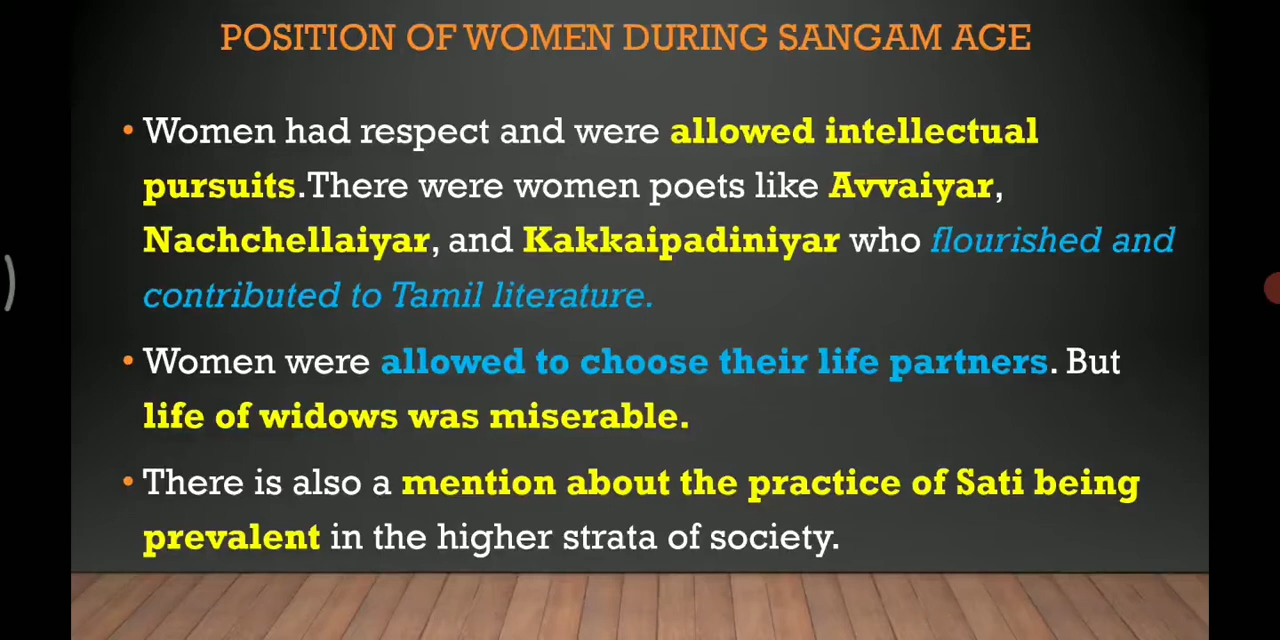 POSITION OF WOMEN DURING SANGAM AGE
• Women had respect and were allowed intellectual
pursuits.There were women poets like Avvaiyar,
Nachchellaiyar, and Kakkaipadiniyar who flourished and
contributed to Tamil literature.
• Women were allowed to choose their life partners. But
life of widows was miserable.
• There is also a mention about the practice of Sati being
prevalent in the higher strata of society.